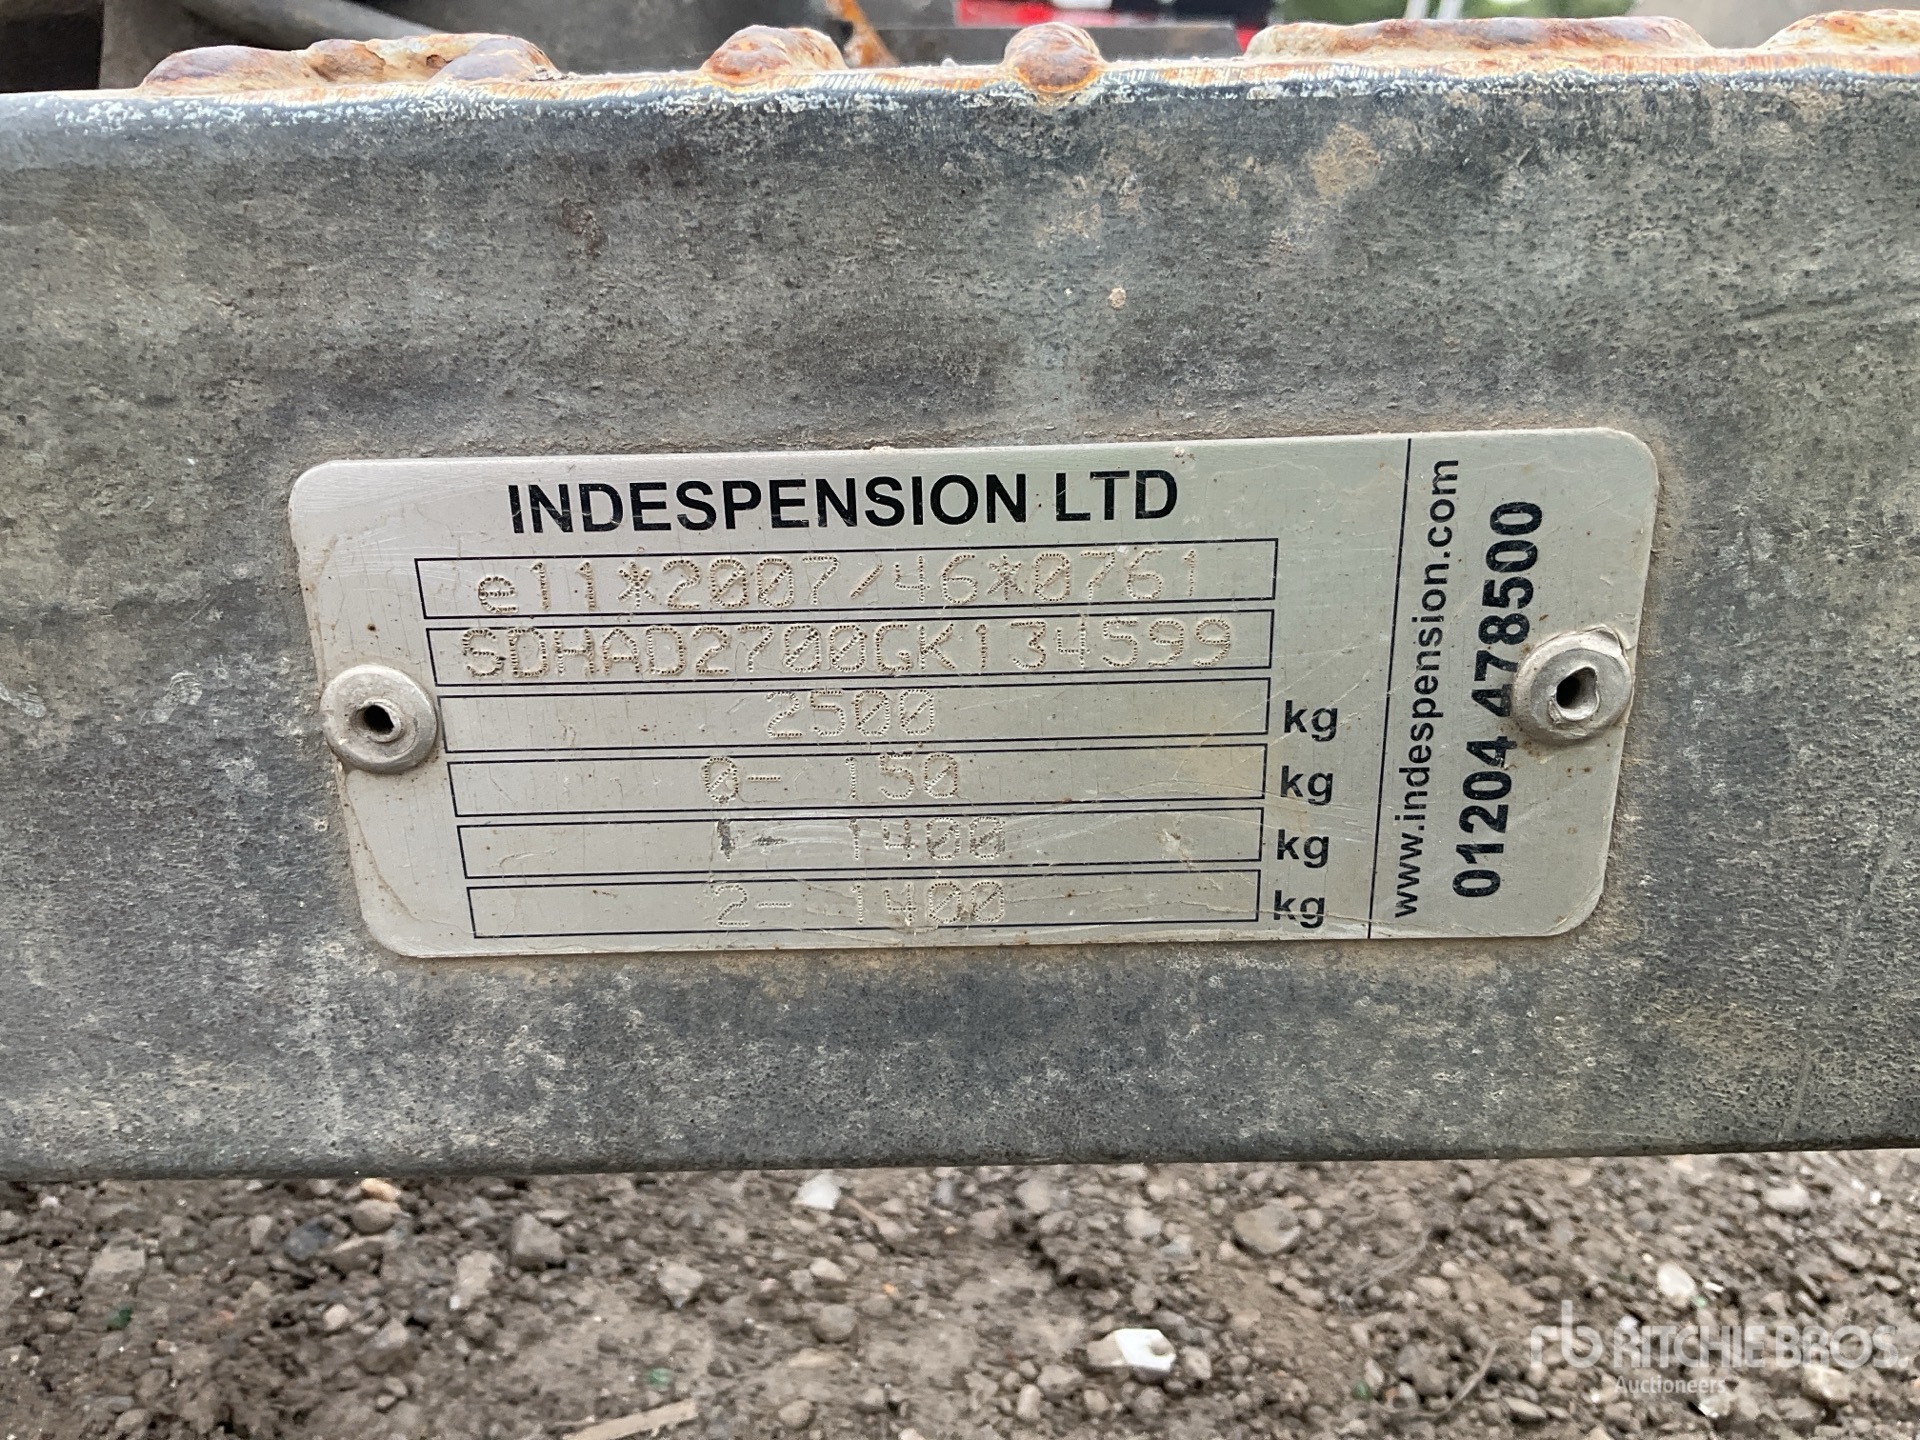 INDESPENSION LTD
e11*2007/46*0761
SDHAD2700GK134599
2500 kg
0- 150 kg
1- 1400 kg
2- 1400 kg
www.indespension.com
01204 478500
rb RITCHIE BROS.
Auctioneers